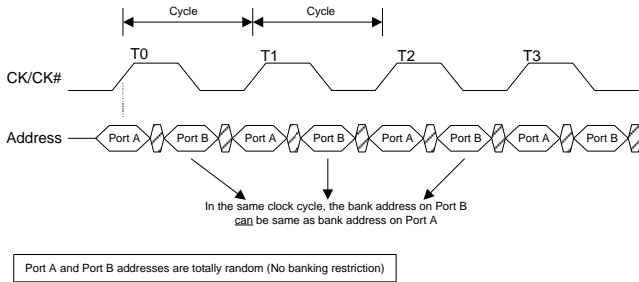 Cycle Cycle
T0 T1 T2 T3
CK/CK#
Address Port A Port B Port A Port B Port A Port B Port A Port B
In the same clock cycle, the bank address on Port B
can be same as bank address on Port A
Port A and Port B addresses are totally random (No banking restriction)